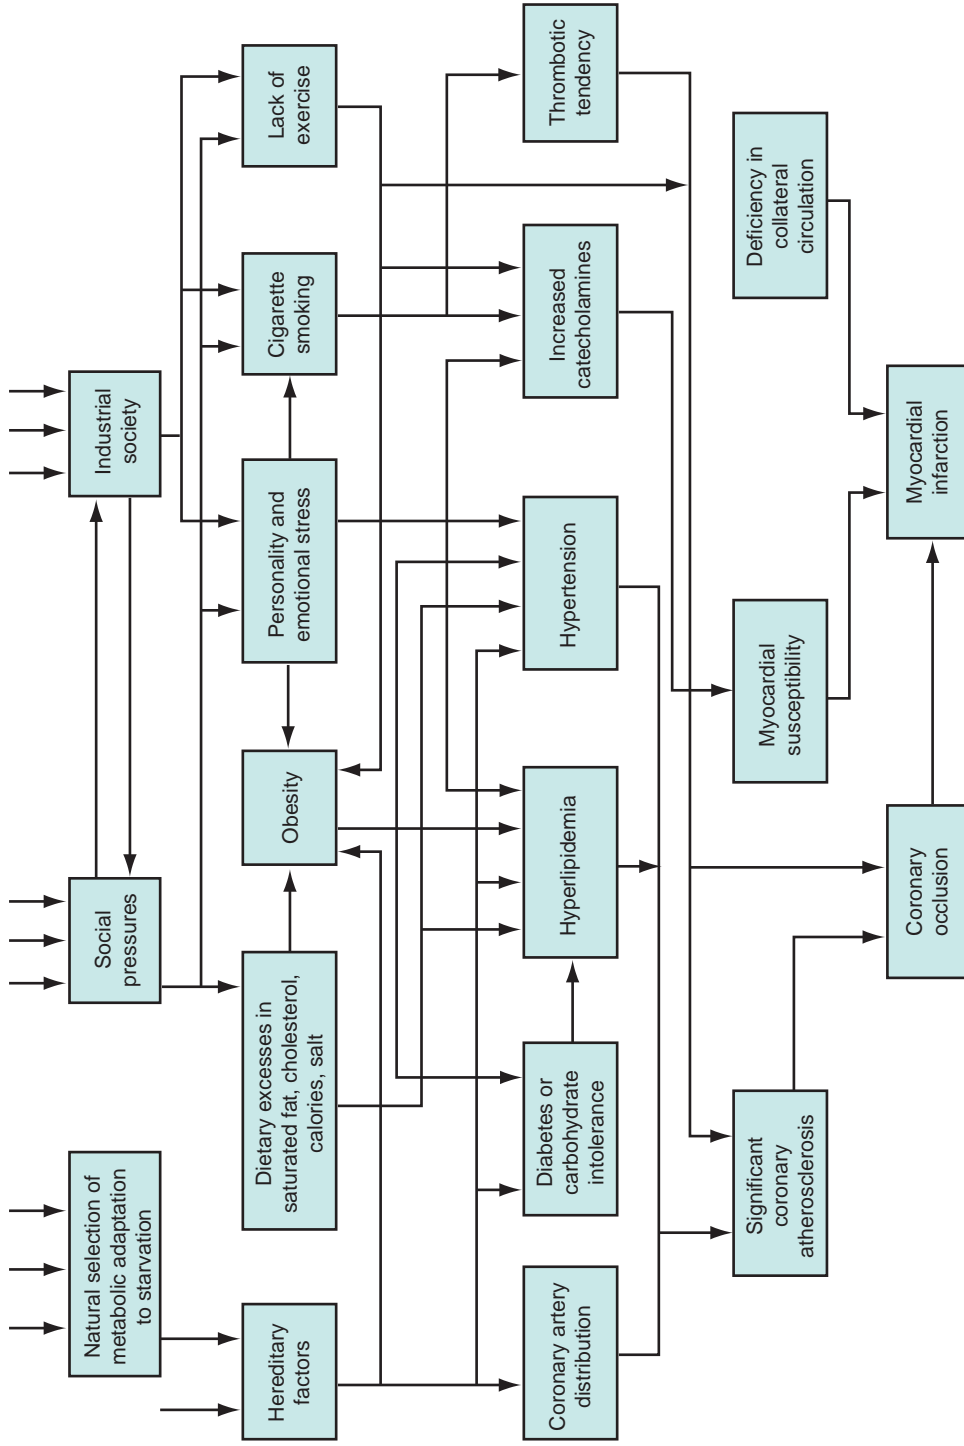 Natural selection of
metabolic adaptation
to starvation
Social
pressures
Industrial
society
Hereditary
factors
Dietary excesses in
saturated fat, cholesterol,
calories, salt
Obesity
Personality and
emotional stress
Cigarette
smoking
Lack of
exercise
Coronary artery
distribution
Diabetes or
carbohydrate
intolerance
Hyperlipidemia
Hypertension
Increased
catecholamines
Thrombotic
tendency
Significant
coronary
atherosclerosis
Myocardial
susceptibility
Deficiency in
collateral
circulation
Coronary
occlusion
Myocardial
infarction